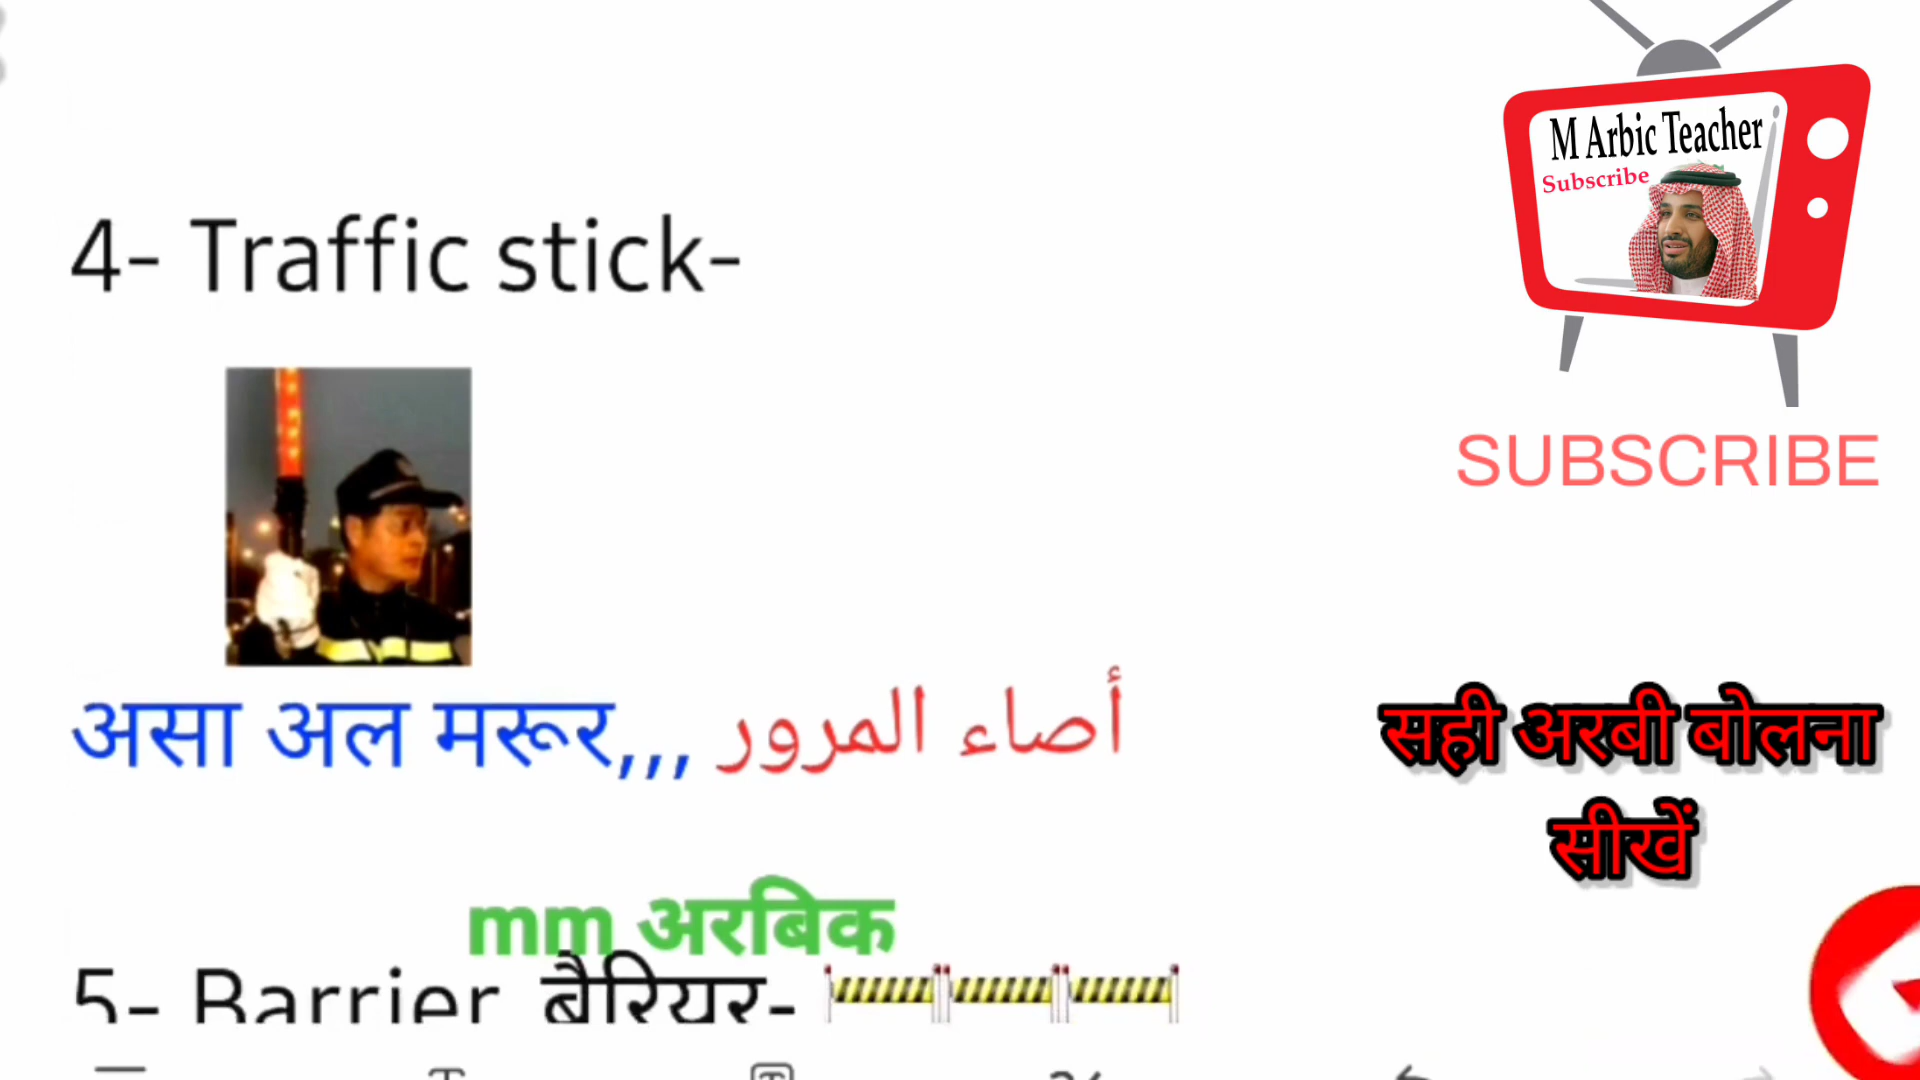 M Arbic Teacher
Subscribe
4- Traffic stick-
SUBSCRIBE
असा अल मरूर,,, أصاء المرور
सही अरबी बोलना
सीखें
mm अरबिक
5- Barrier बैरियर-